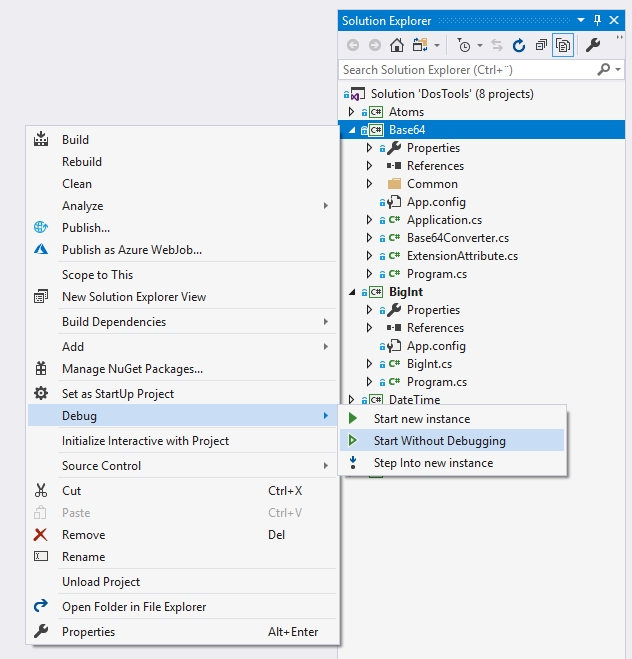 Solution Explorer
Search Solution Explorer (Ctrl+¨)
Solution 'DosTools' (8 projects)
C# Atoms
C# Base64
Properties
References
Common
App.config
C# Application.cs
C# Base64Converter.cs
C# ExtensionAttribute.cs
C# Program.cs
C# BigInt
Properties
References
App.config
C# BigInt.cs
C# Program.cs
C# DateTime
Build
Rebuild
Clean
Analyze
Publish...
Publish as Azure WebJob...
Scope to This
New Solution Explorer View
Build Dependencies
Add
Manage NuGet Packages...
Set as StartUp Project
Debug
Initialize Interactive with Project
Source Control
Cut Ctrl+X
Paste Ctrl+V
Remove Del
Rename
Unload Project
Open Folder in File Explorer
Properties Alt+Enter
Start new instance
Start Without Debugging
Step Into new instance